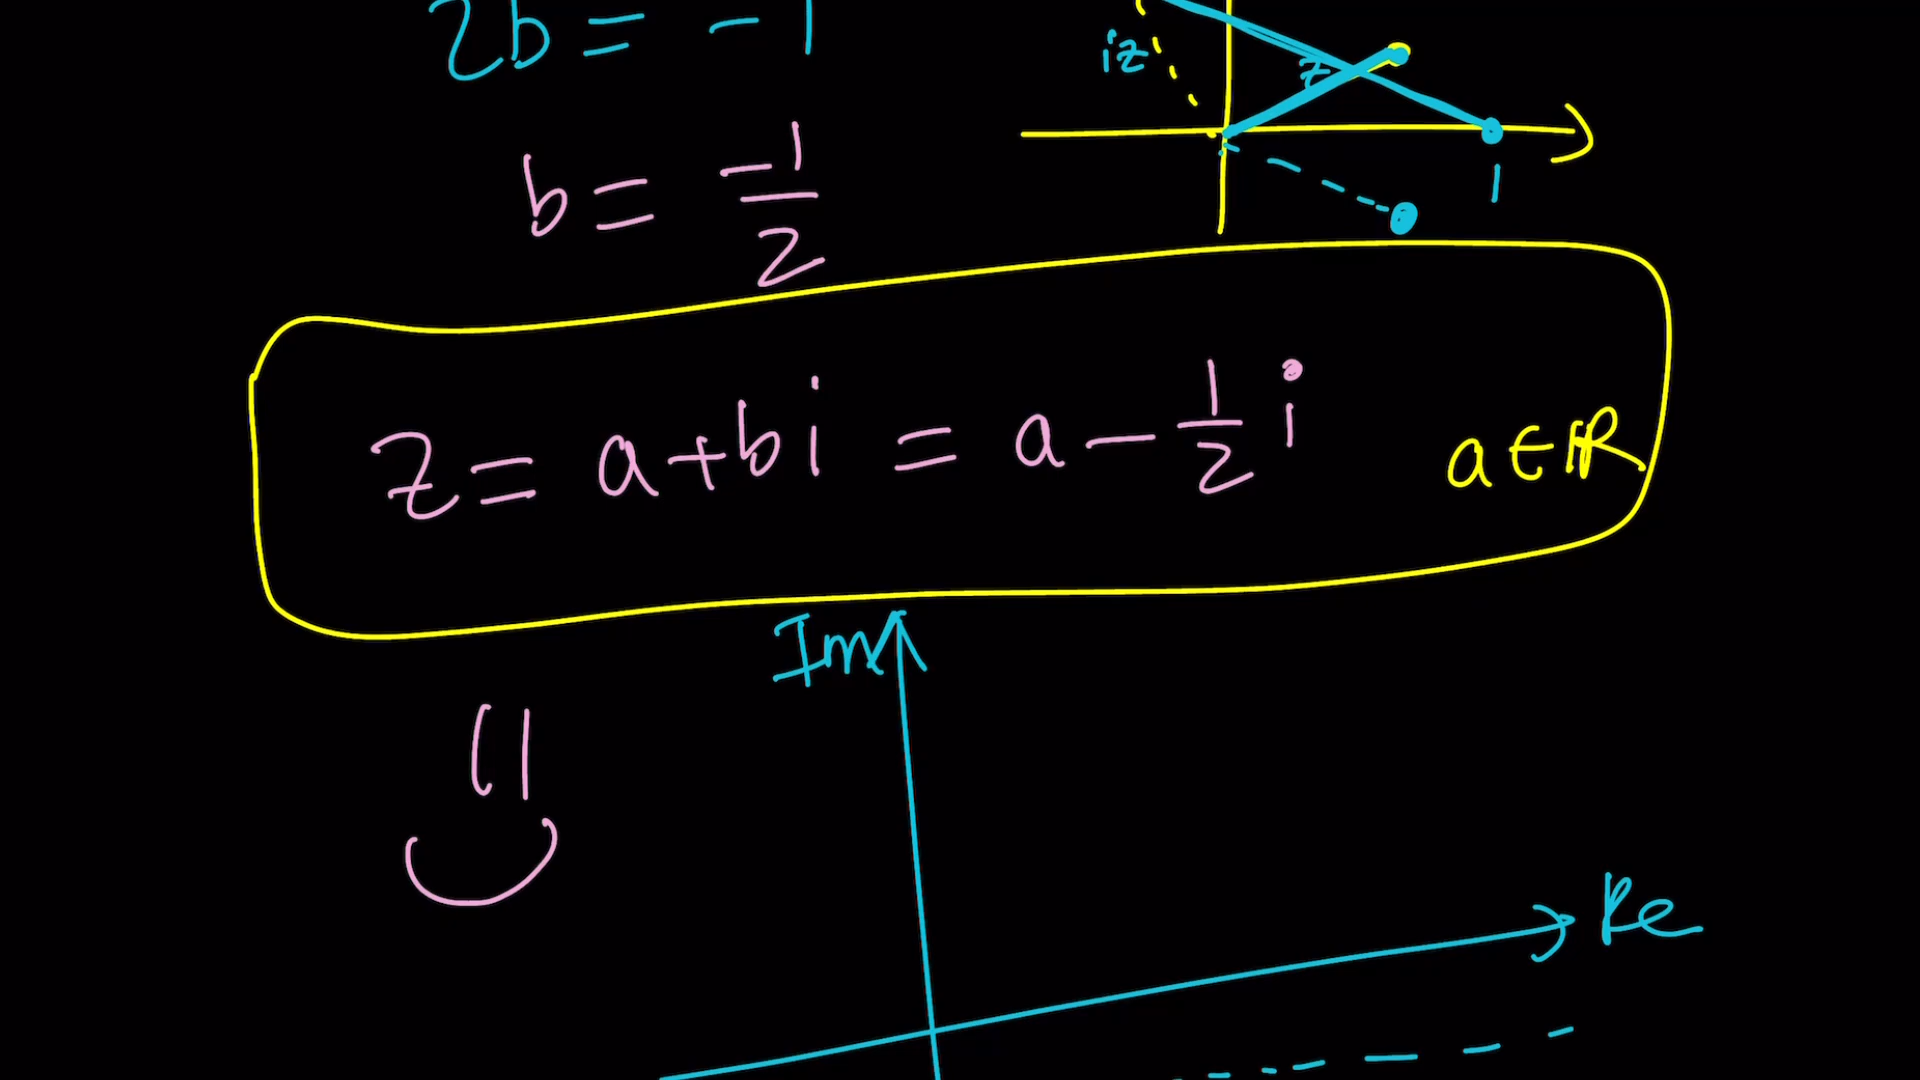 2b = -1
iz
z
b = -1/2
1
z = a+bi = a - 1/2 i    a∈ℝ
Im
Re